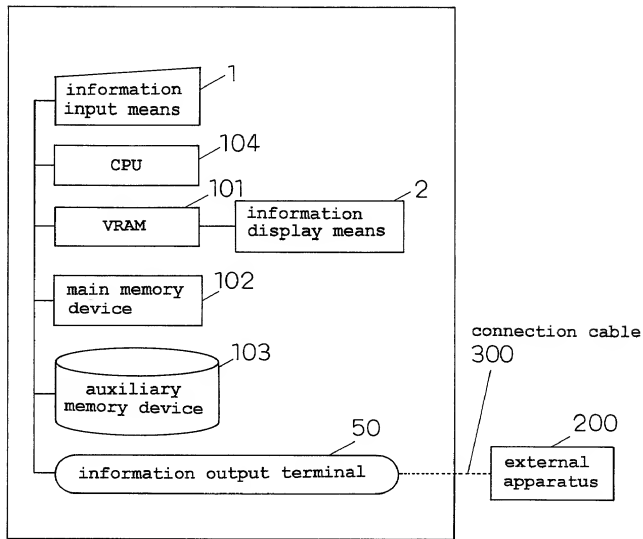 1
information
input means
104
CPU
101
VRAM
2
information
display means
main memory
device
102
103
auxiliary
memory device
connection cable
300
50
information output terminal
200
external
apparatus